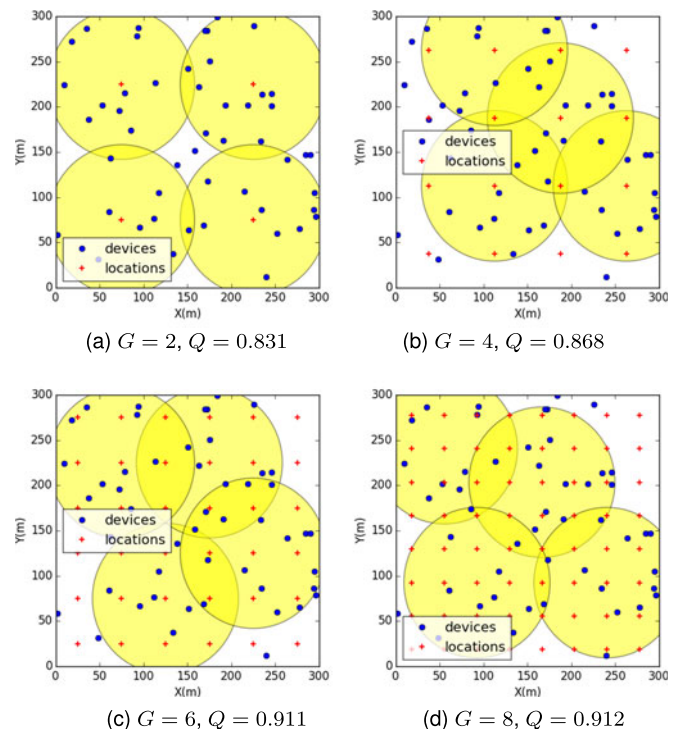 300
250
200
150
100
50
0
Y(m)
devices
locations
0 50 100 150 200 250 300
X(m)
(a) G = 2, Q = 0.831
300
250
200
150
100
50
0
Y(m)
devices
locations
0 50 100 150 200 250 300
X(m)
(b) G = 4, Q = 0.868
300
250
200
150
100
50
0
Y(m)
devices
locations
0 50 100 150 200 250 300
X(m)
(c) G = 6, Q = 0.911
300
250
200
150
100
50
0
Y(m)
devices
locations
0 50 100 150 200 250 300
X(m)
(d) G = 8, Q = 0.912